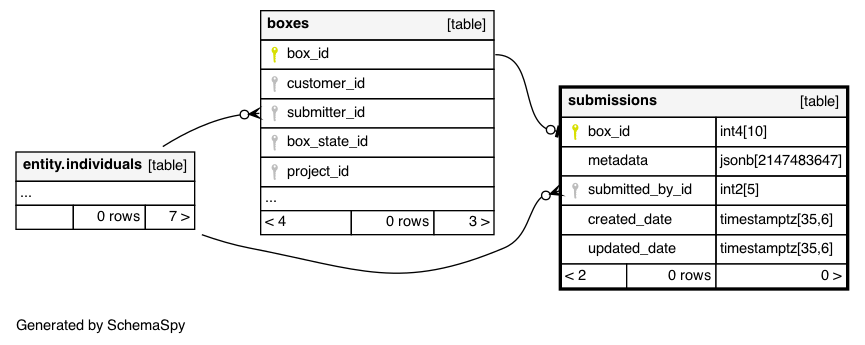 boxes [table]
box_id
customer_id
submitter_id
box_state_id
project_id
...
< 4 0 rows 3 >
submissions [table]
box_id int4[10]
metadata jsonb[2147483647]
submitted_by_id int2[5]
created_date timestamptz[35,6]
updated_date timestamptz[35,6]
< 2 0 rows 0 >
entity.individuals [table]
...
0 rows 7 >
Generated by SchemaSpy